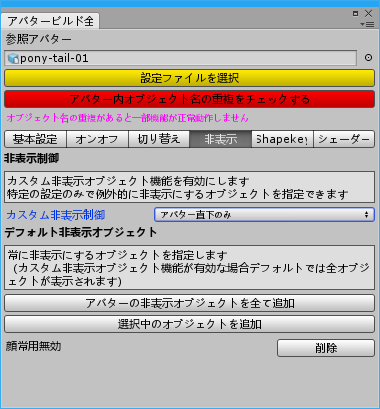 アバタービルド全
参照アバター
pony-tail-01
設定ファイルを選択
アバター内オブジェクト名の重複をチェックする
オブジェクト名の重複があると一部機能が正常動作しません
基本設定 オンオフ 切り替え 非表示 Shapekey シェーダー
非表示制御
カスタム非表示オブジェクト機能を有効にします
特定の設定のみで例外的に非表示にするオブジェクトを指定できます
カスタム非表示制御 アバター直下のみ
デフォルト非表示オブジェクト
常に非表示にするオブジェクトを指定します
（カスタム非表示オブジェクト機能が有効な場合デフォルトでは全オブジ
ェクトが表示されます）
アバターの非表示オブジェクトを全て追加
選択中のオブジェクトを追加
顔常用無効 削除